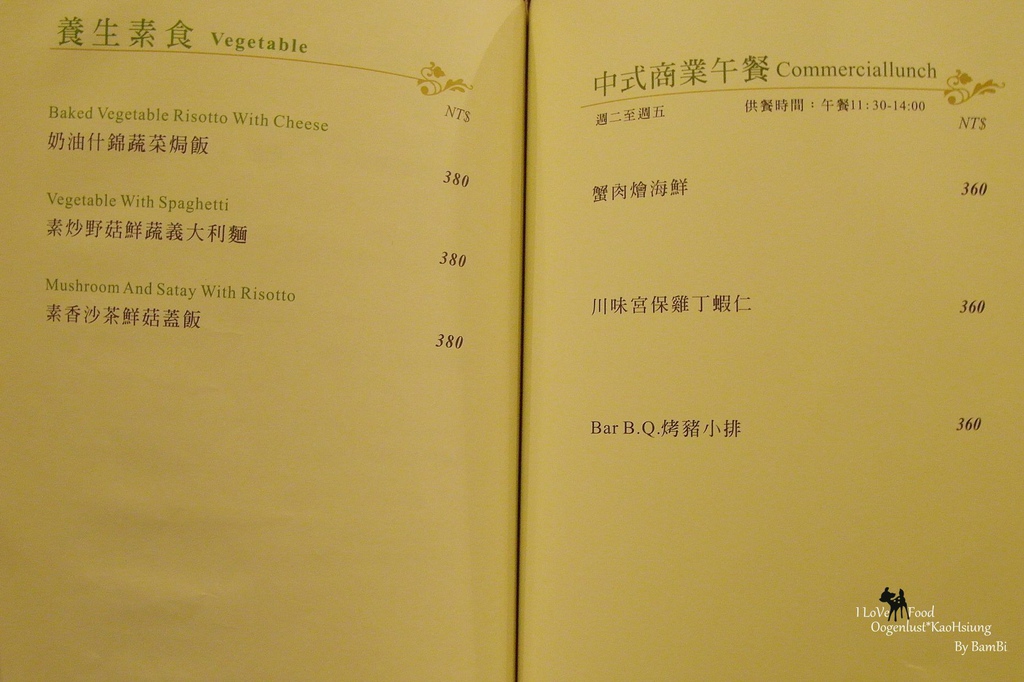 養生素食 Vegetable
NT$
Baked Vegetable Risotto With Cheese
奶油什錦蔬菜焗飯
380
Vegetable With Spaghetti
素炒野菇鮮蔬義大利麵
380
Mushroom And Satay With Risotto
素香沙茶鮮菇蓋飯
380
中式商業午餐 Commerciallunch
週二至週五 供餐時間：午餐11:30-14:00
NT$
蟹肉燴海鮮 360
川味宮保雞丁蝦仁 360
Bar B.Q.烤豬小排 360
I LoVe Food
Oogenlust*KaoHsiung
By BamBi